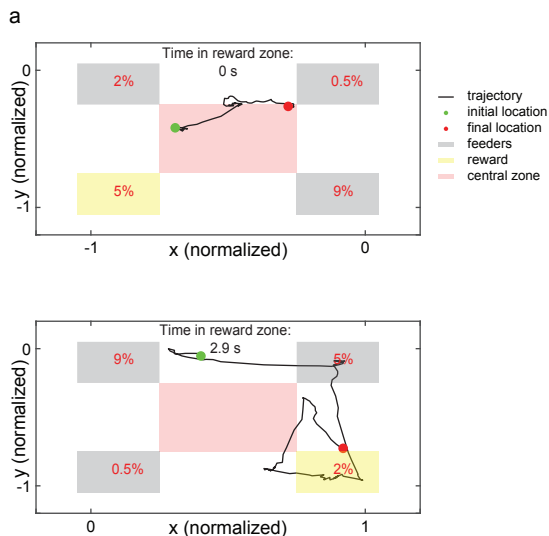 a
Time in reward zone:
0 s
0
-1
y (normalized)
2%
0.5%
5%
9%
-1
0
x (normalized)
trajectory
initial location
final location
feeders
reward
central zone
Time in reward zone:
2.9 s
0
-1
y (normalized)
9%
5%
0.5%
2%
0
1
x (normalized)